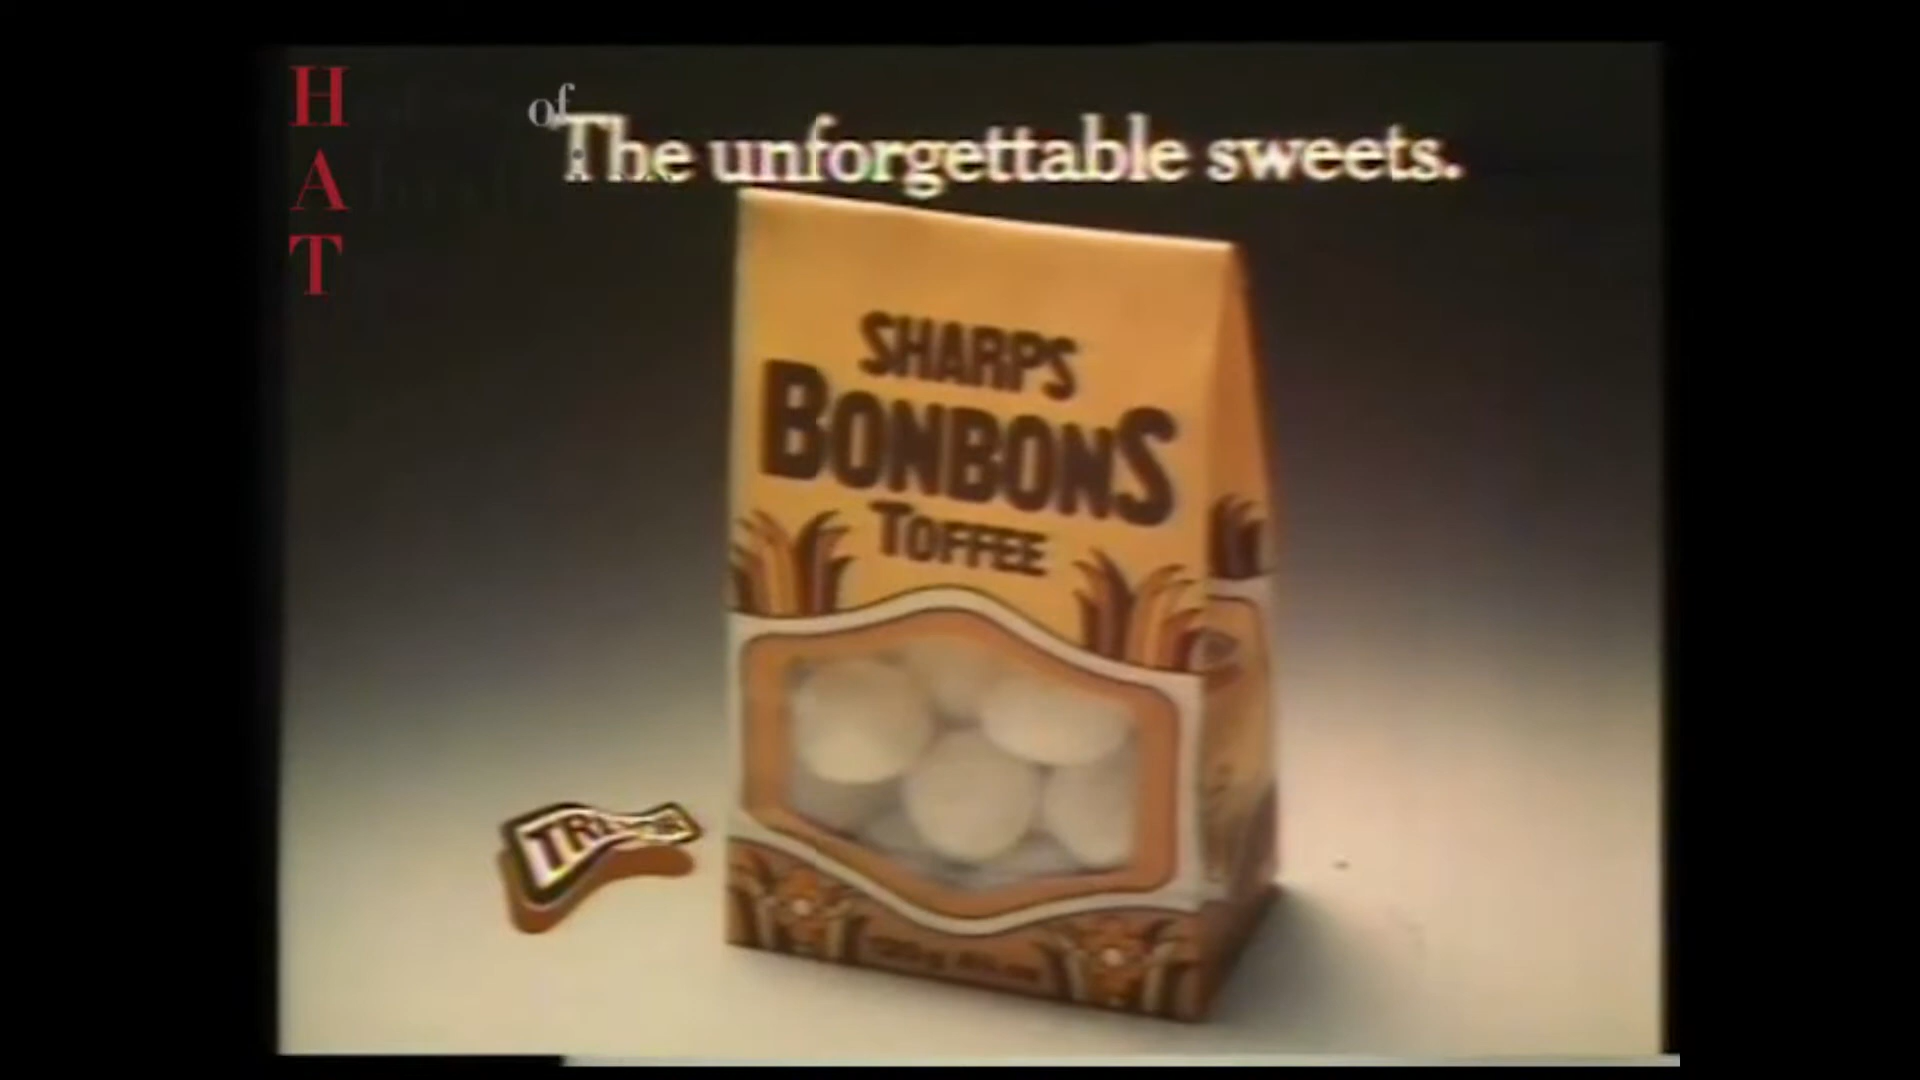 H
of
A
T
The unforgettable sweets.
SHARPS
BONBONS
TOFFEE